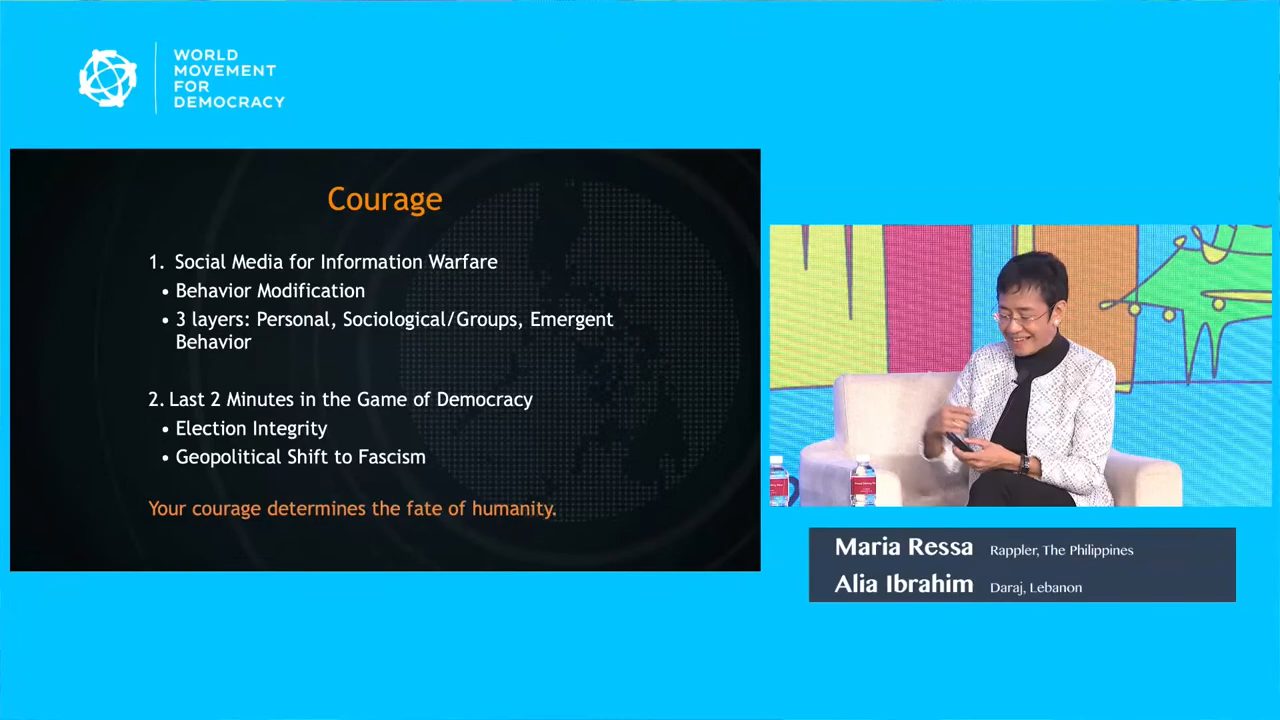 WORLD
MOVEMENT
FOR
DEMOCRACY
Courage
1. Social Media for Information Warfare
• Behavior Modification
• 3 layers: Personal, Sociological/Groups, Emergent
Behavior
2. Last 2 Minutes in the Game of Democracy
• Election Integrity
• Geopolitical Shift to Fascism
Your courage determines the fate of humanity.
Maria Ressa Rappler, The Philippines
Alia Ibrahim Daraj, Lebanon